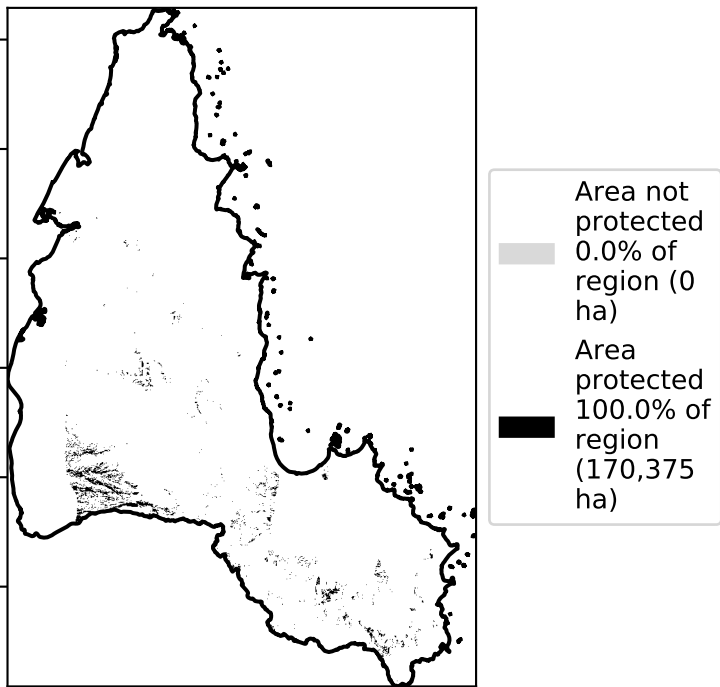 Area not
protected
0.0% of
region (0
ha)
Area
protected
100.0% of
region
(170,375
ha)